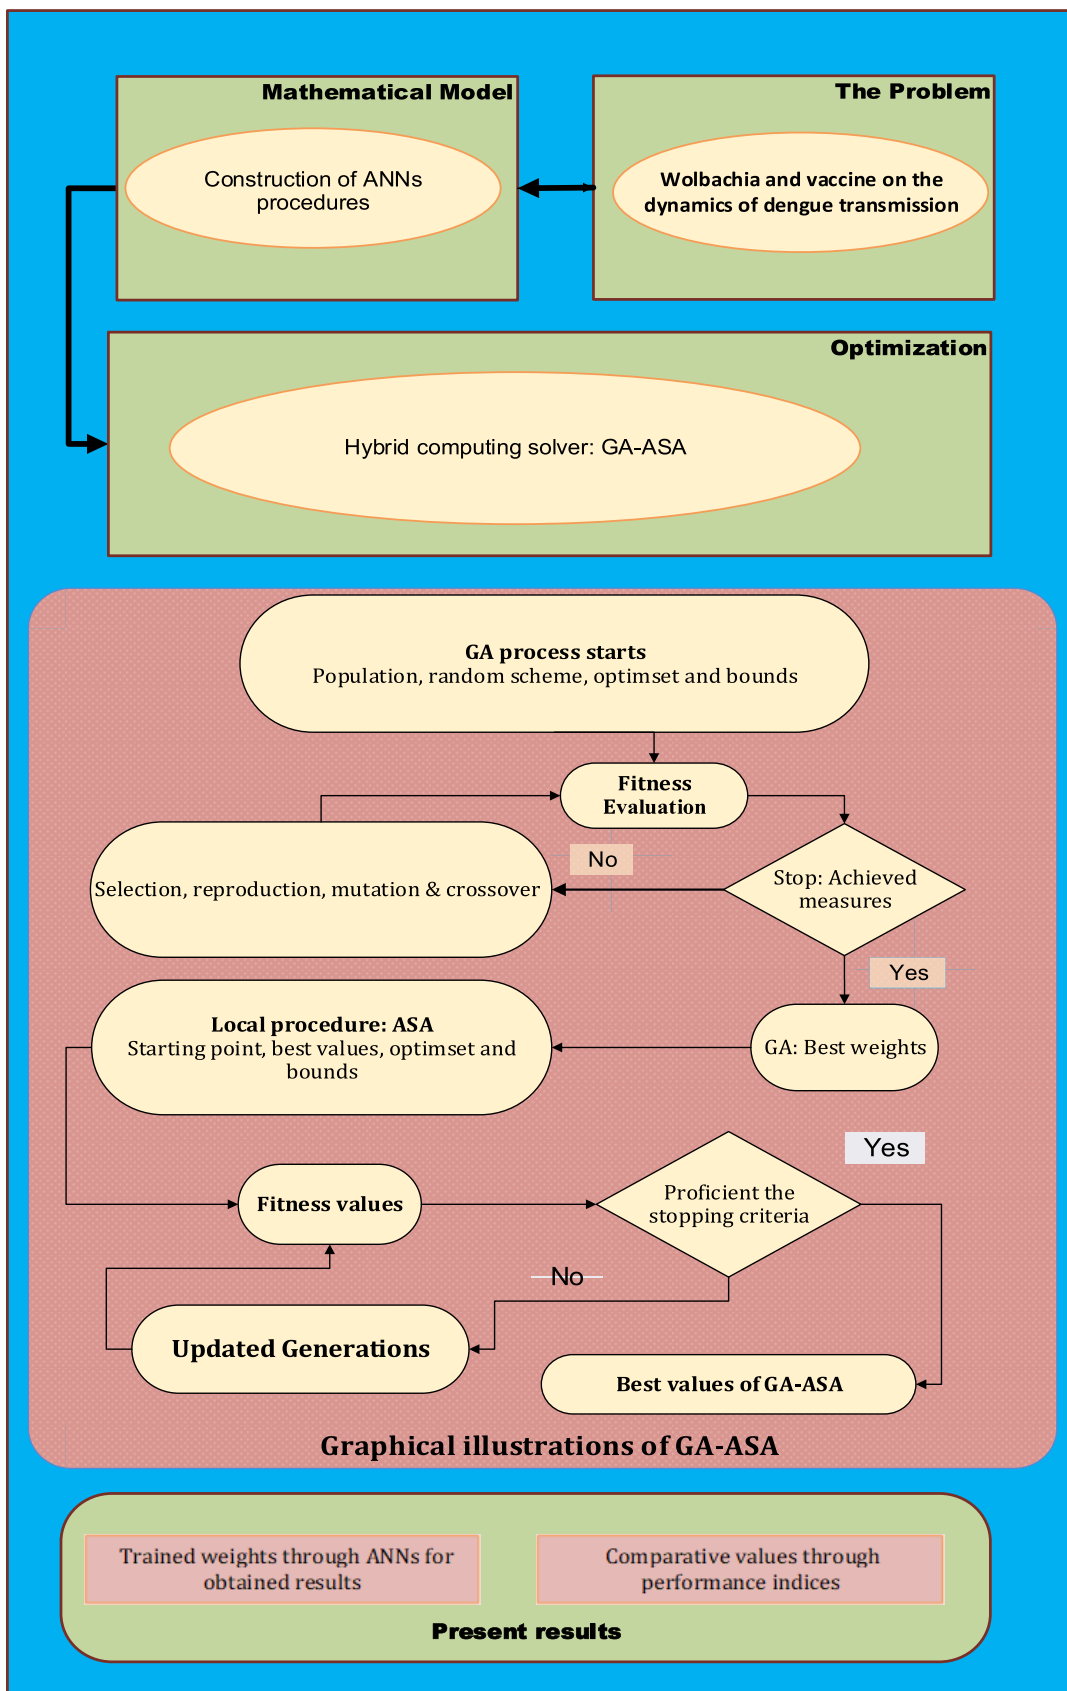 Mathematical Model
The Problem
Construction of ANNs
procedures
Wolbachia and vaccine on the
dynamics of dengue transmission
Optimization
Hybrid computing solver: GA-ASA
GA process starts
Population, random scheme, optimset and bounds
Fitness
Evaluation
No
Selection, reproduction, mutation & crossover
Stop: Achieved
measures
Yes
Local procedure: ASA
Starting point, best values, optimset and
bounds
GA: Best weights
Yes
Fitness values
Proficient the
stopping criteria
No
Updated Generations
Best values of GA-ASA
Graphical illustrations of GA-ASA
Trained weights through ANNs for
obtained results
Comparative values through
performance indices
Present results